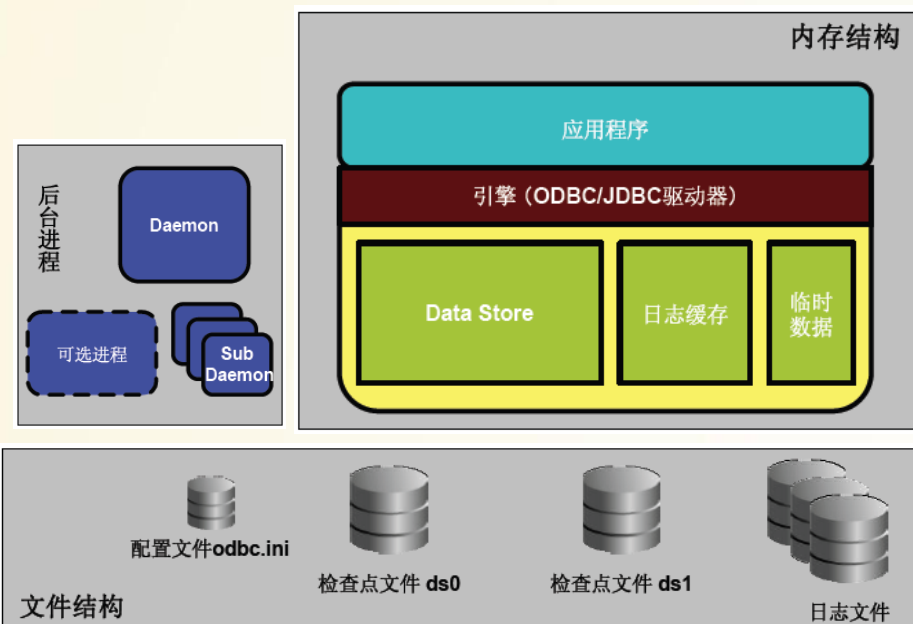 内存结构
应用程序
引擎（ODBC/JDBC驱动器）
Data Store
日志缓存
临时
数据
后台进程
Daemon
可选进程
Sub
Daemon
配置文件odbc.ini
检查点文件 ds0
检查点文件 ds1
日志文件
文件结构